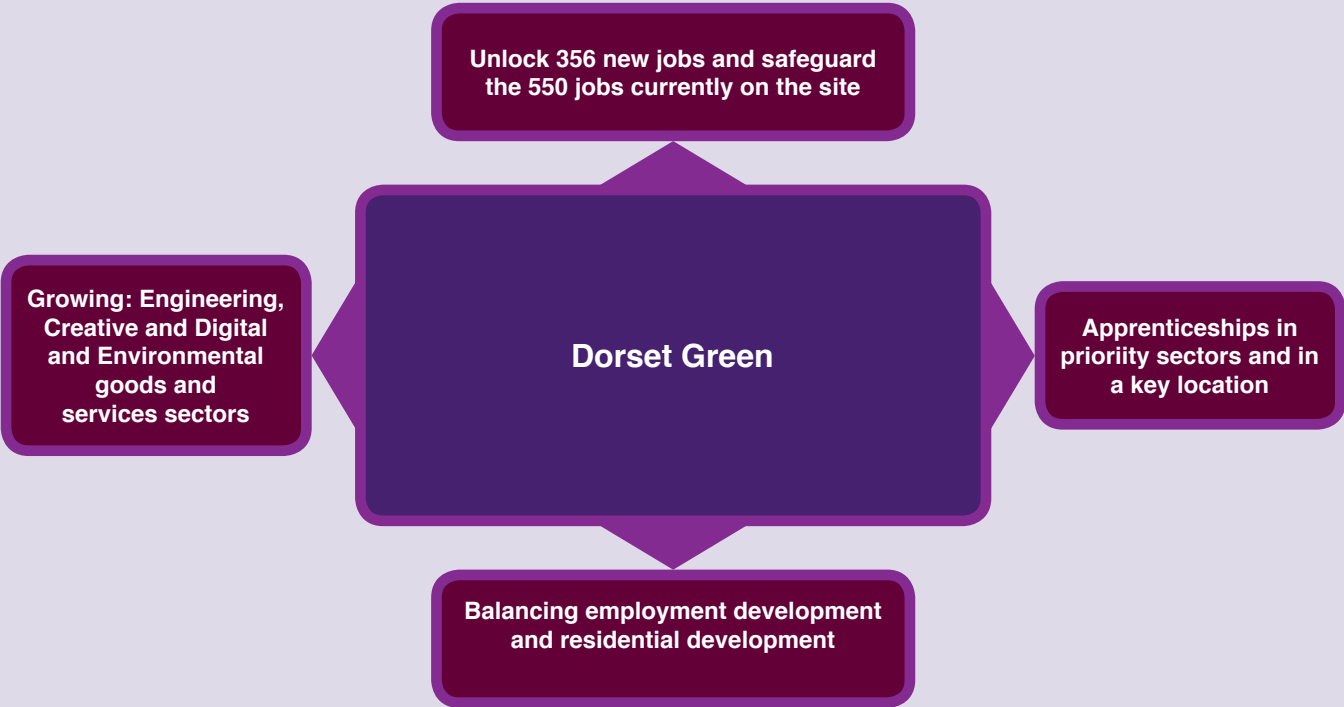 Unlock 356 new jobs and safeguard
the 550 jobs currently on the site
Growing: Engineering,
Creative and Digital
and Environmental
goods and
services sectors
Dorset Green
Apprenticeships in
prioriity sectors and in
a key location
Balancing employment development
and residential development